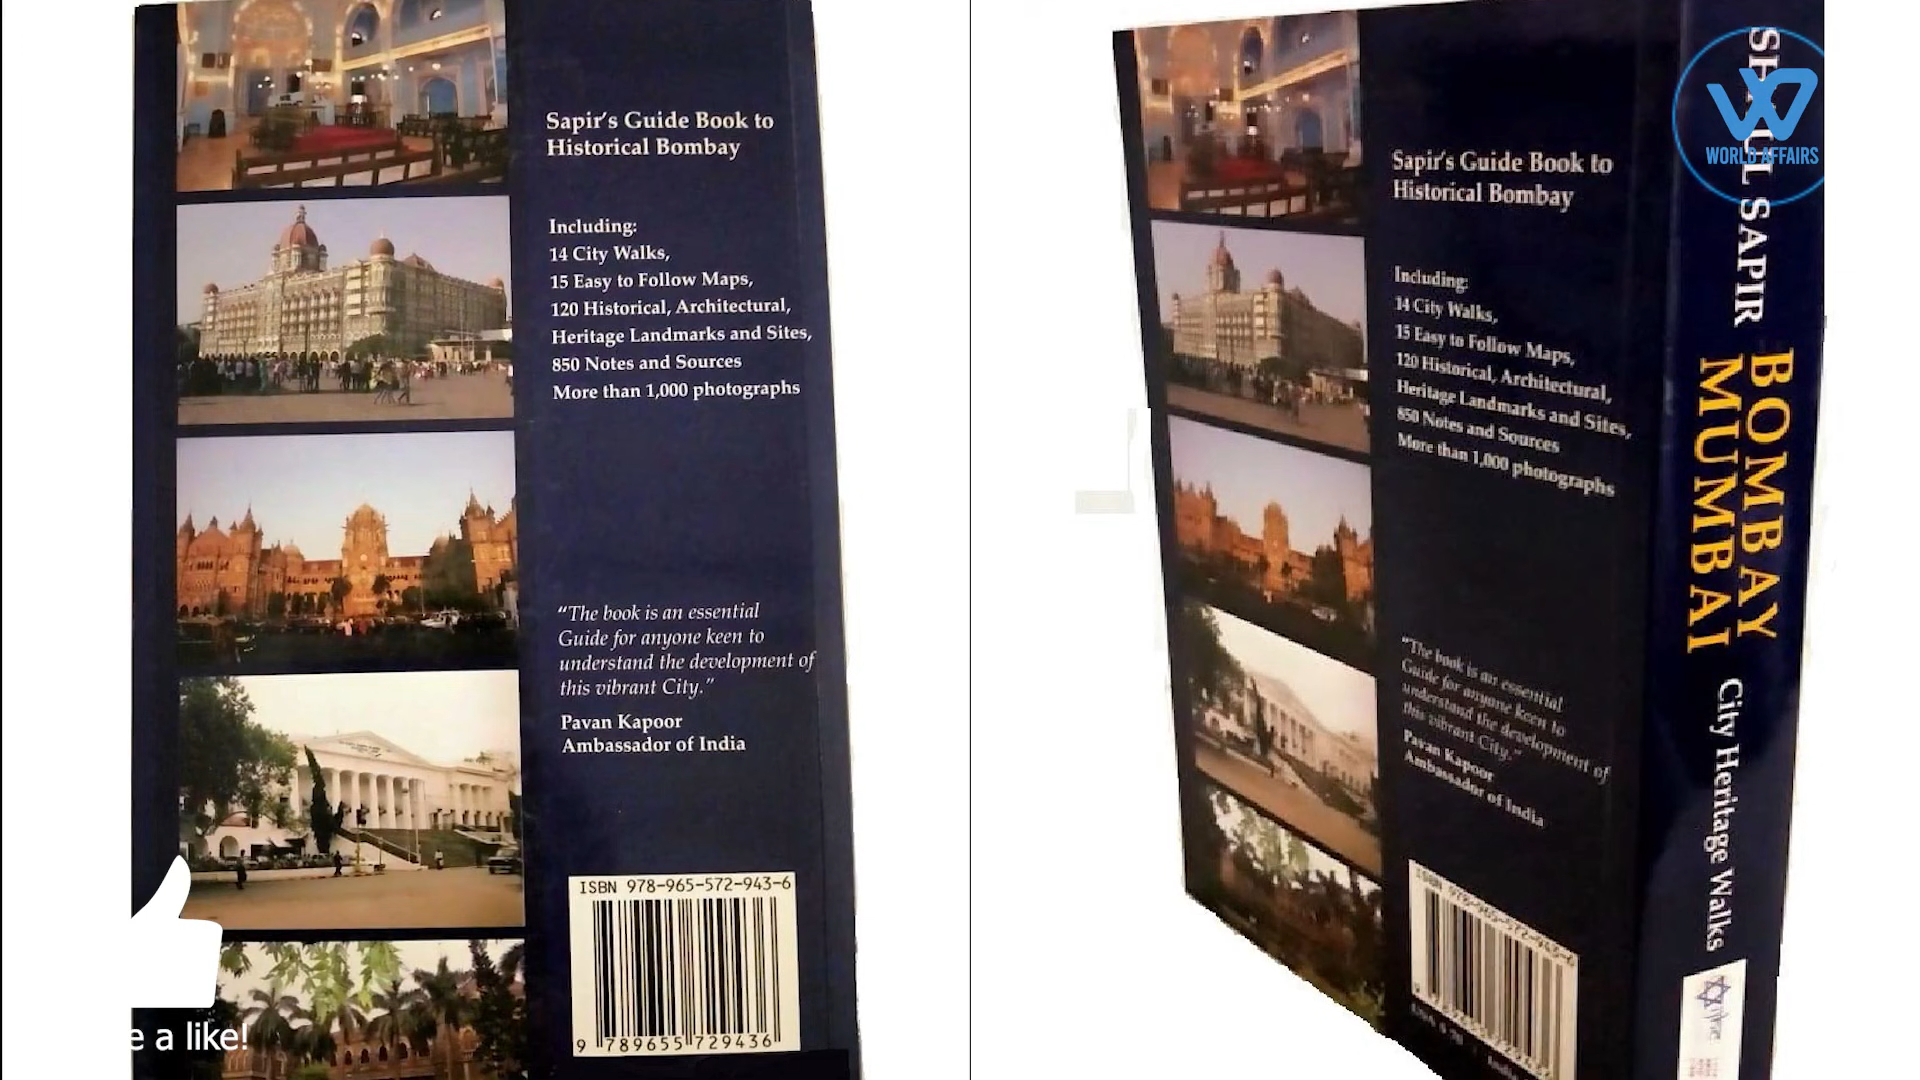 Sapir's Guide Book to
Historical Bombay
Including:
14 City Walks,
15 Easy to Follow Maps,
120 Historical, Architectural,
Heritage Landmarks and Sites,
850 Notes and Sources
More than 1,000 photographs
"The book is an essential
Guide for anyone keen to
understand the development of
this vibrant City."
Pavan Kapoor
Ambassador of India
ISBN 978-965-572-943-6
9 789655 729436
e a like!
Sapir's Guide Book to
Historical Bombay
Including:
14 City Walks,
15 Easy to Follow Maps,
120 Historical, Architectural,
Heritage Landmarks and Sites,
850 Notes and Sources
More than 1,000 photographs
"The book is an essential
Guide for anyone keen to
understand the development of
this vibrant City."
Pavan Kapoor
Ambassador of India
ISBN 978-965-572-943-6
SAPIR
BOMBAY
MUMBAI
City Heritage Walks
WORLD AFFAIRS